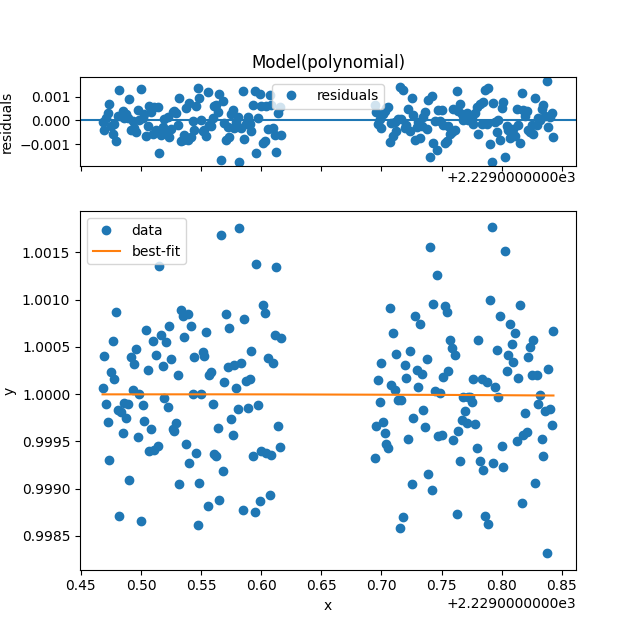 Model(polynomial)
residuals
0.001
0.000
−0.001
residuals
+2.2290000000e3
data
best-fit
1.0015
1.0010
1.0005
1.0000
0.9995
0.9990
0.9985
y
0.45 0.50 0.55 0.60 0.65 0.70 0.75 0.80 0.85
x
+2.2290000000e3